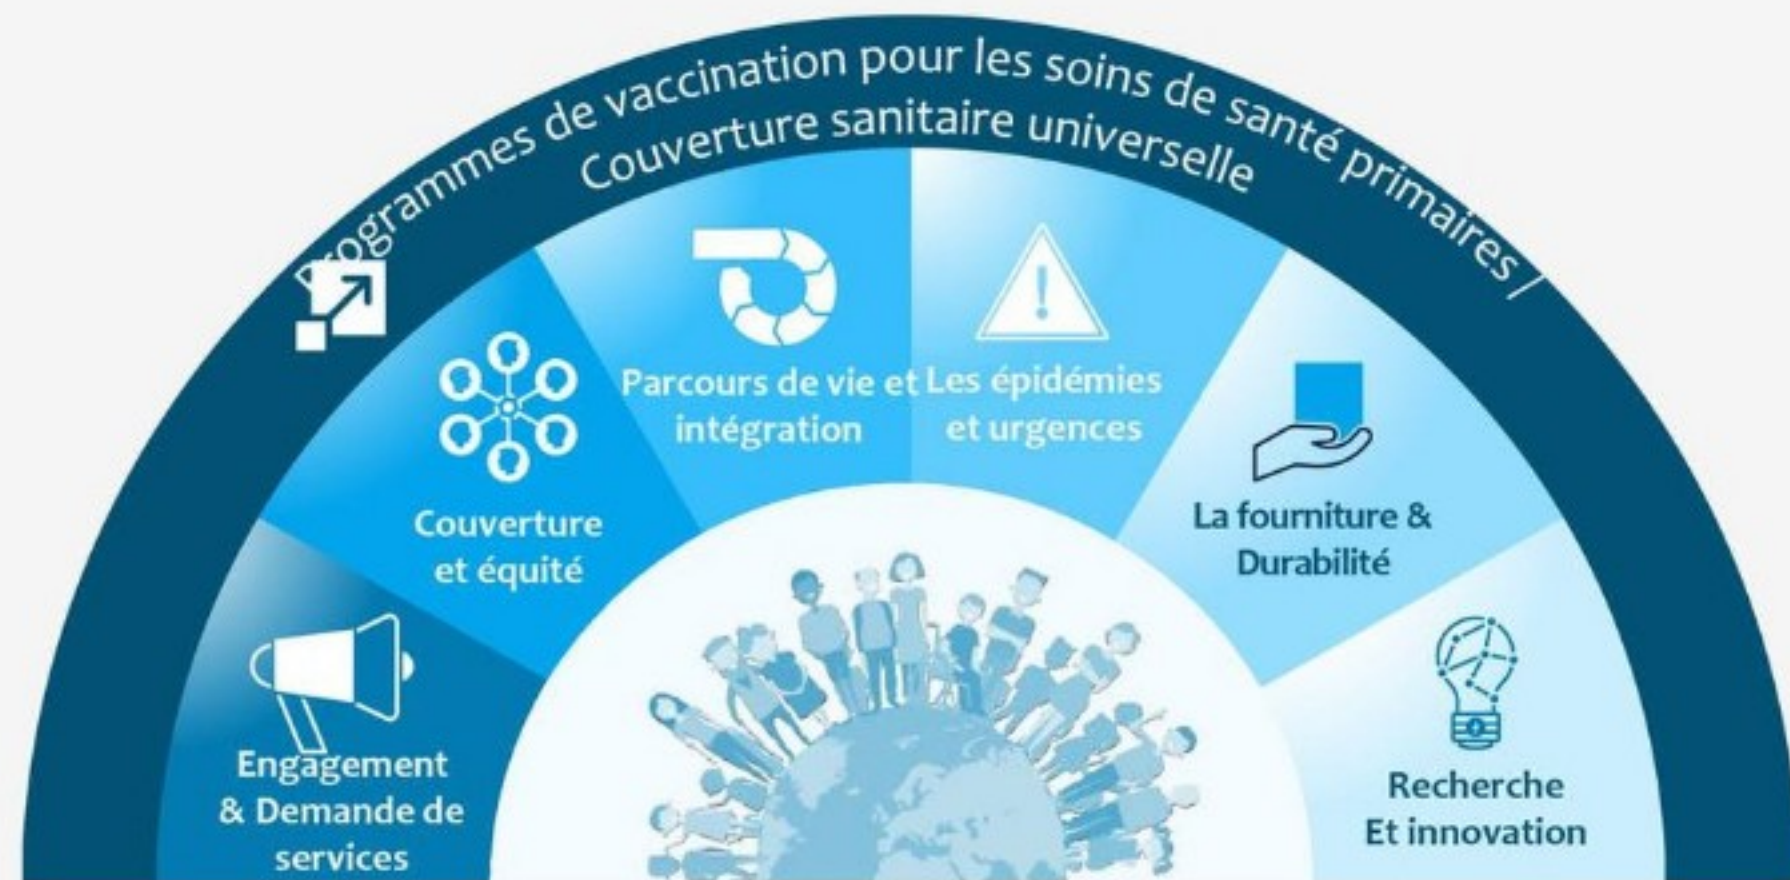 Programmes de vaccination pour les soins de santé primaires /
Couverture sanitaire universelle
Engagement
& Demande de
services
Couverture
et équité
Parcours de vie et
intégration
Les épidémies
et urgences
La fourniture &
Durabilité
Recherche
Et innovation